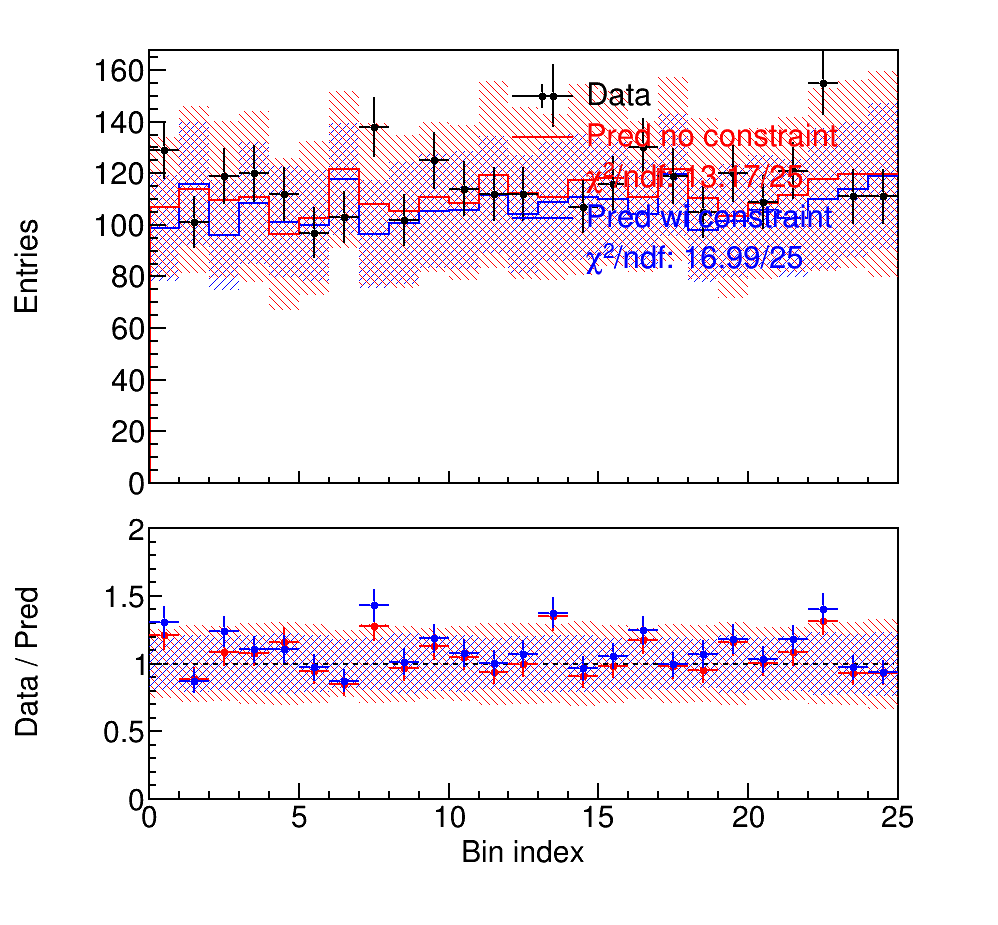 160
140
120
100
80
60
40
20
0
Entries
Data
Pred no constraint
χ²/ndf: 13.17/25
Pred wi constraint
χ²/ndf: 16.99/25
2
1.5
1
0.5
0
Data / Pred
0 5 10 15 20 25
Bin index